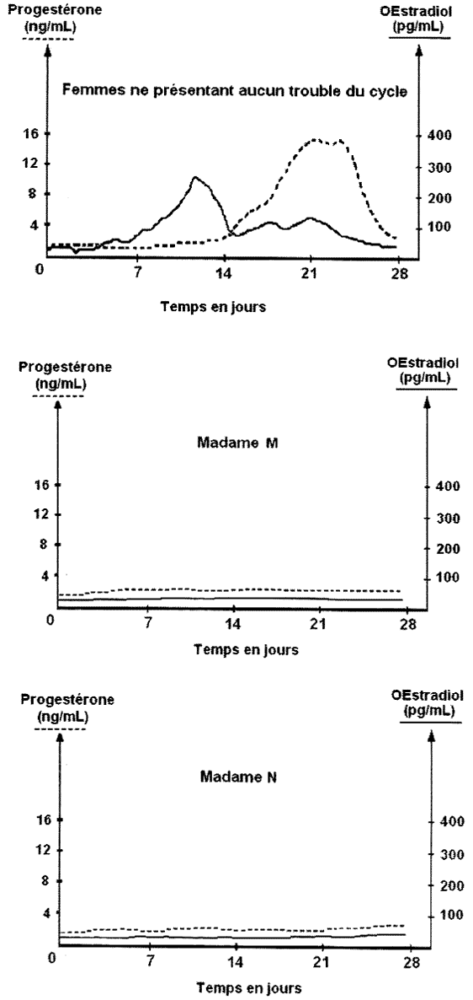 Progestérone
(ng/mL)
OEstradiol
(pg/mL)
Femmes ne présentant aucun trouble du cycle
16
12
8
4
400
300
200
100
0
7
14
21
28
Temps en jours
Progestérone
(ng/mL)
OEstradiol
(pg/mL)
Madame M
16
12
8
4
400
300
200
100
0
7
14
21
28
Temps en jours
Progestérone
(ng/mL)
OEstradiol
(pg/mL)
Madame N
16
12
8
4
400
300
200
100
0
7
14
21
28
Temps en jours